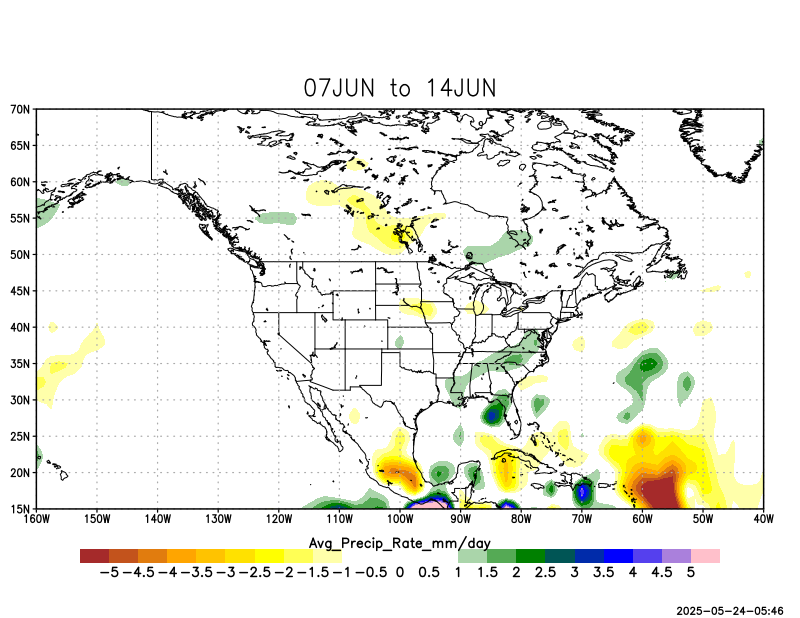 07JUN to 14JUN
70N
65N
60N
55N
50N
45N
40N
35N
30N
25N
20N
15N
160W 150W 140W 130W 120W 110W 100W 90W 80W 70W 60W 50W 40W
Avg_Precip_Rate_mm/day
-5 -4.5 -4 -3.5 -3 -2.5 -2 -1.5 -1 -0.5 0 0.5 1 1.5 2 2.5 3 3.5 4 4.5 5
2025-05-24-05:46